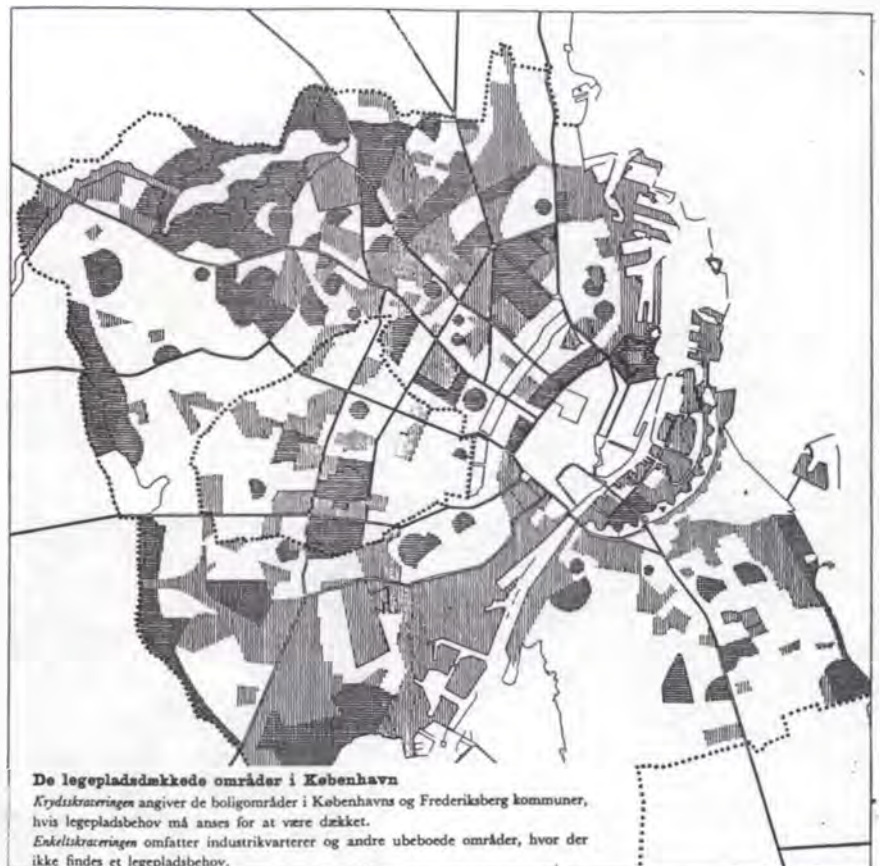 De legepladsdækkede områder i København
Krydsskraveringen angiver de boligområder i Københavns og Frederiksberg kommuner,
hvis legepladsbehov må anses for at være dækket.
Enkeltskraveringen omfatter industrikvarterer og andre ubeboede områder, hvor der
ikke findes et legepladsbehov.